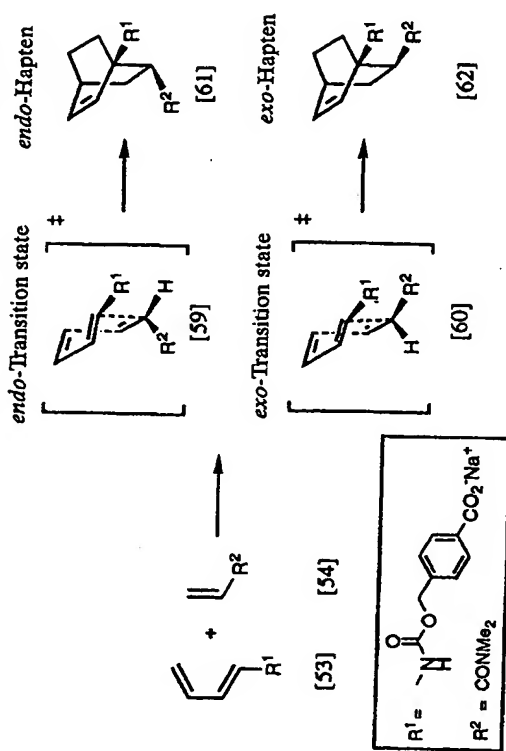 endo-Transition state
endo-Hapten
‡
R¹
H
R²
[59]
R¹
R²
[61]
+
R¹
R²
[53]
[54]
exo-Transition state
exo-Hapten
‡
R¹
R²
H
[60]
R¹
R²
[62]
R¹ =
N
H
O
O
CO₂⁻Na⁺
R² = CONMe₂